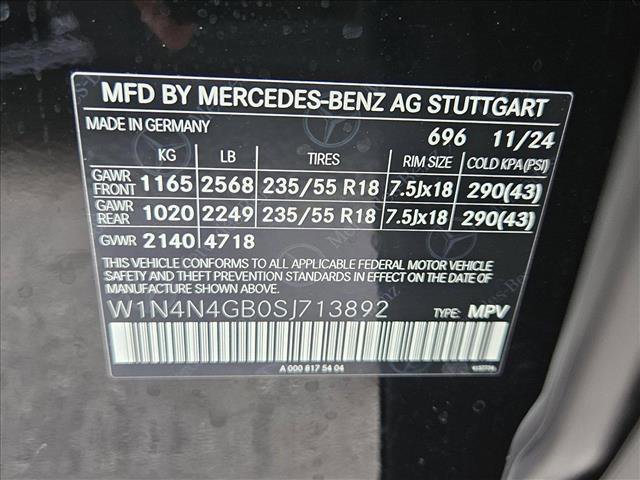 MFD BY MERCEDES-BENZ AG STUTTGART
MADE IN GERMANY 696 11/24
KG LB TIRES RIM SIZE COLD KPA (PSI)
GAWR FRONT 1165 2568 235/55 R18 7.5Jx18 290(43)
GAWR REAR 1020 2249 235/55 R18 7.5Jx18 290(43)
GVWR 2140 4718
THIS VEHICLE CONFORMS TO ALL APPLICABLE FEDERAL MOTOR VEHICLE
SAFETY AND THEFT PREVENTION STANDARDS IN EFFECT ON THE DATE
OF MANUFACTURE SHOWN ABOVE.
W1N4N4GB0SJ713892 TYPE: MPV
A 000 817 54 04